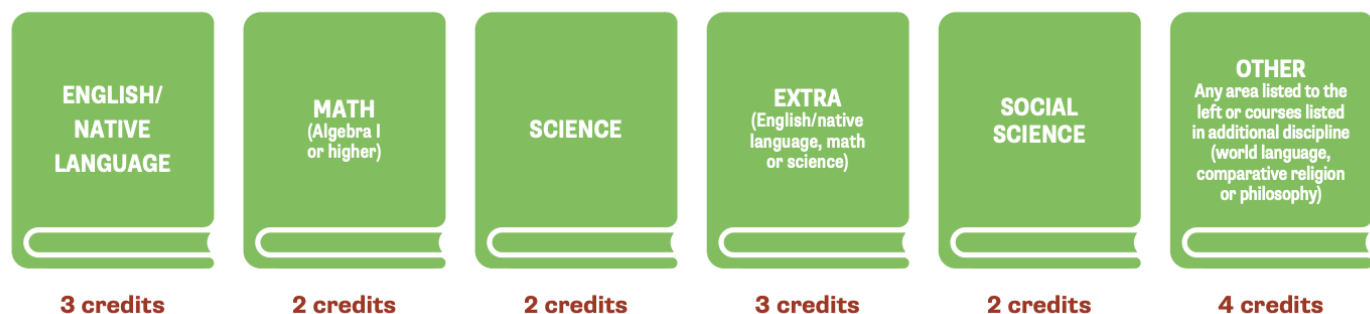 ENGLISH/
NATIVE
LANGUAGE
3 credits
MATH
(Algebra I
or higher)
2 credits
SCIENCE
2 credits
EXTRA
(English/native
language, math
or science)
3 credits
SOCIAL
SCIENCE
2 credits
OTHER
Any area listed to the
left or courses listed
in additional discipline
(world language,
comparative religion
or philosophy)
4 credits